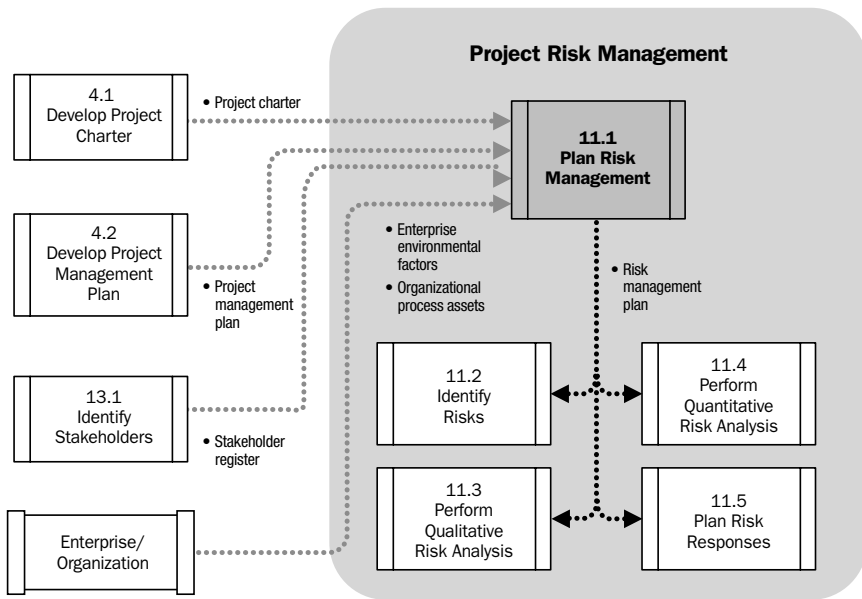 Project Risk Management
4.1
Develop Project
Charter
• Project charter
11.1
Plan Risk
Management
4.2
Develop Project
Management
Plan
• Project
management
plan
• Enterprise
environmental
factors
• Organizational
process assets
• Risk
management
plan
13.1
Identify
Stakeholders
• Stakeholder
register
11.2
Identify
Risks
11.4
Perform
Quantitative
Risk Analysis
11.3
Perform
Qualitative
Risk Analysis
11.5
Plan Risk
Responses
Enterprise/
Organization